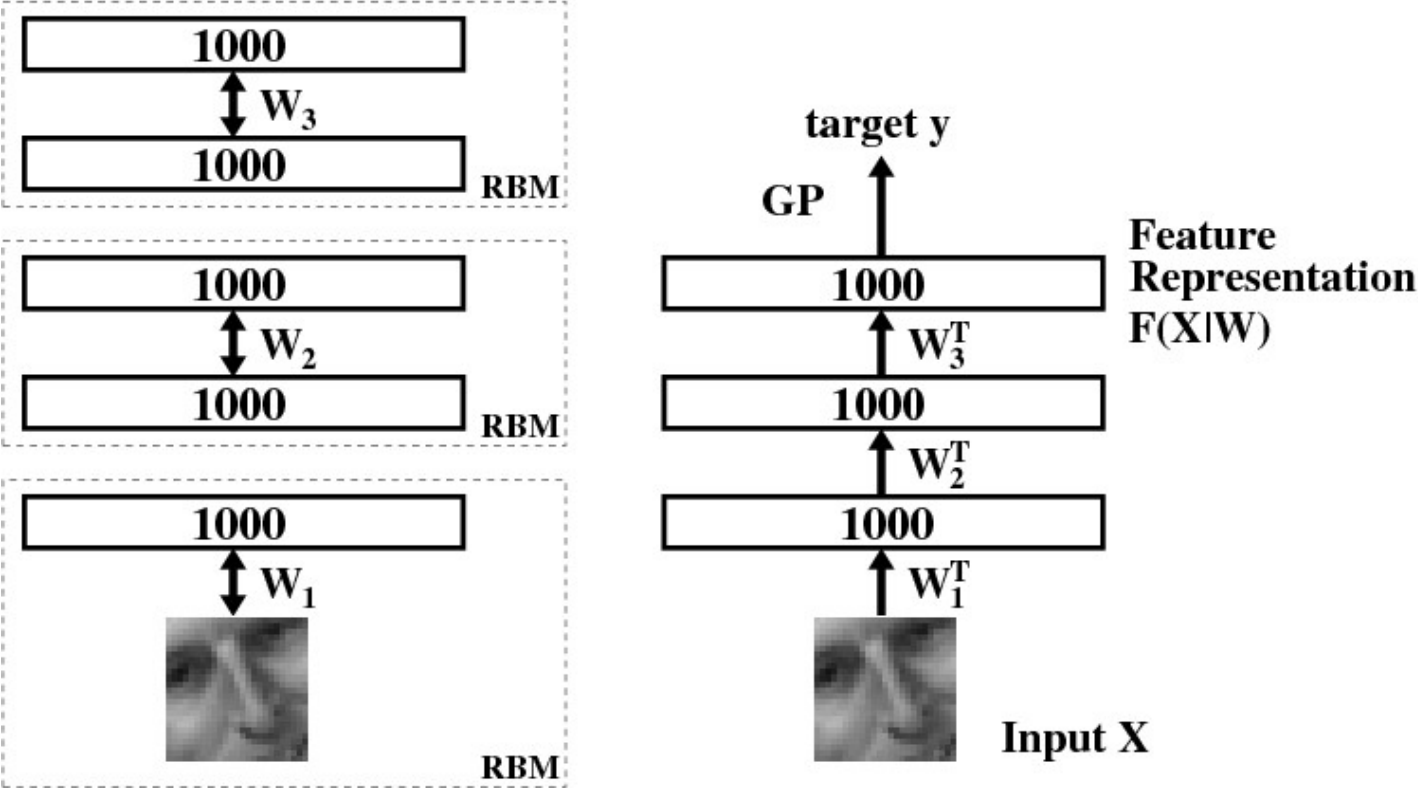 1000
W₃
1000
RBM
1000
W₂
1000
RBM
1000
W₁
RBM
target y
GP
1000
Feature
Representation
F(X|W)
W₃ᵀ
1000
W₂ᵀ
1000
W₁ᵀ
Input X